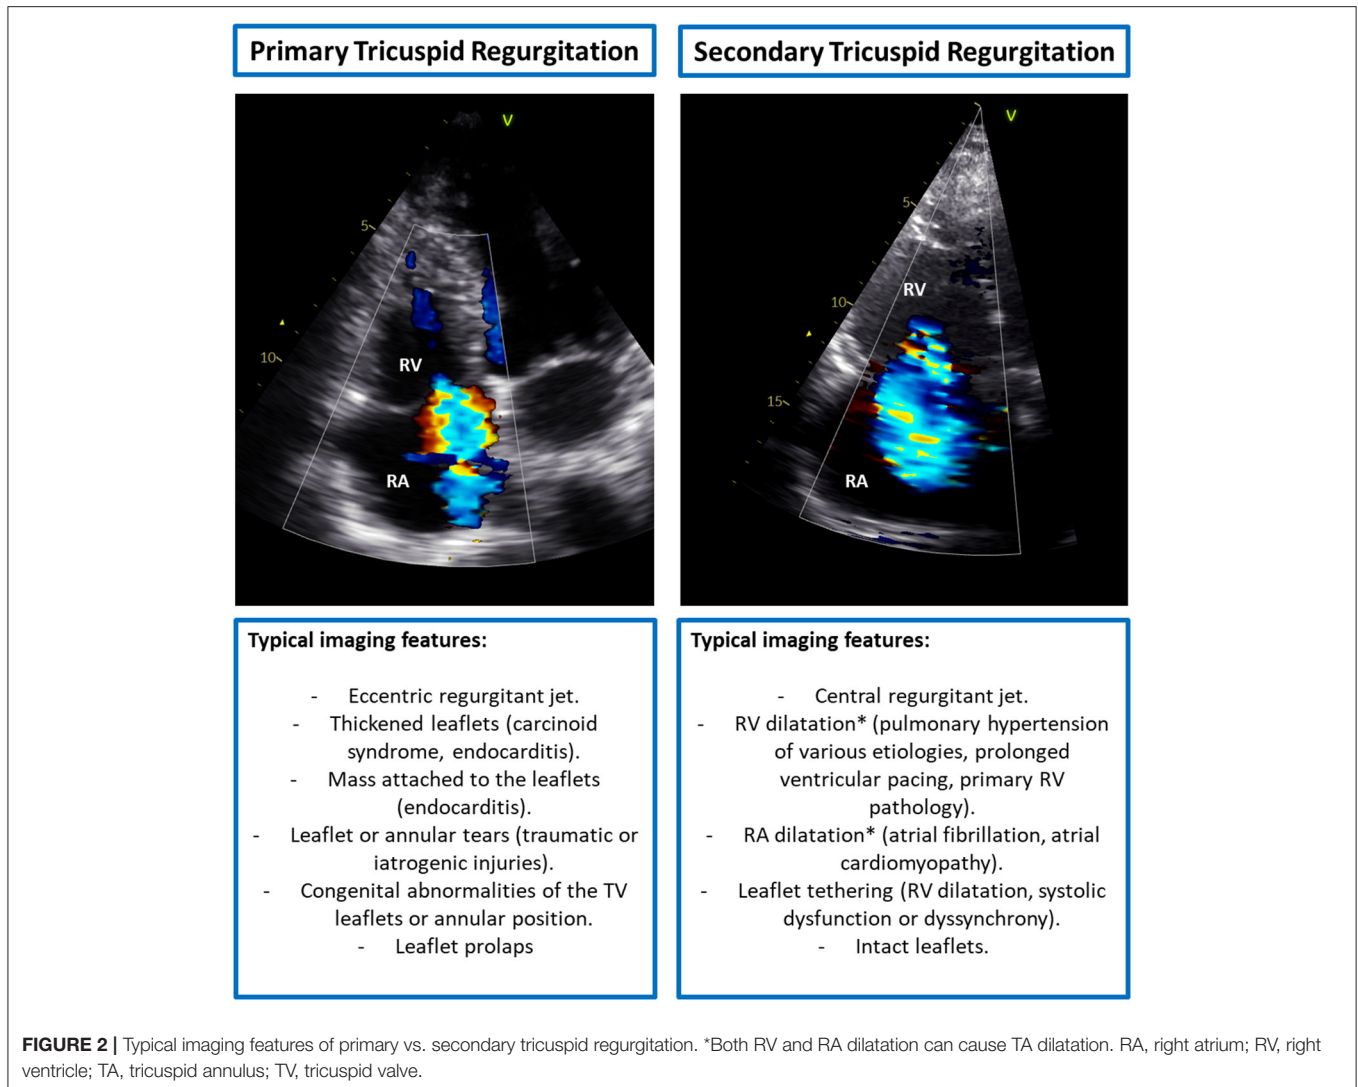 Primary Tricuspid Regurgitation
Secondary Tricuspid Regurgitation
V
5
10
RV
RA
V
5
10
15
RV
RA
Typical imaging features:
- Eccentric regurgitant jet.
- Thickened leaflets (carcinoid
syndrome, endocarditis).
- Mass attached to the leaflets
(endocarditis).
- Leaflet or annular tears (traumatic or
iatrogenic injuries).
- Congenital abnormalities of the TV
leaflets or annular position.
- Leaflet prolaps
Typical imaging features:
- Central regurgitant jet.
- RV dilatation* (pulmonary hypertension
of various etiologies, prolonged
ventricular pacing, primary RV
pathology).
- RA dilatation* (atrial fibrillation, atrial
cardiomyopathy).
- Leaflet tethering (RV dilatation, systolic
dysfunction or dyssynchrony).
- Intact leaflets.
FIGURE 2 | Typical imaging features of primary vs. secondary tricuspid regurgitation. *Both RV and RA dilatation can cause TA dilatation. RA, right atrium; RV, right
ventricle; TA, tricuspid annulus; TV, tricuspid valve.